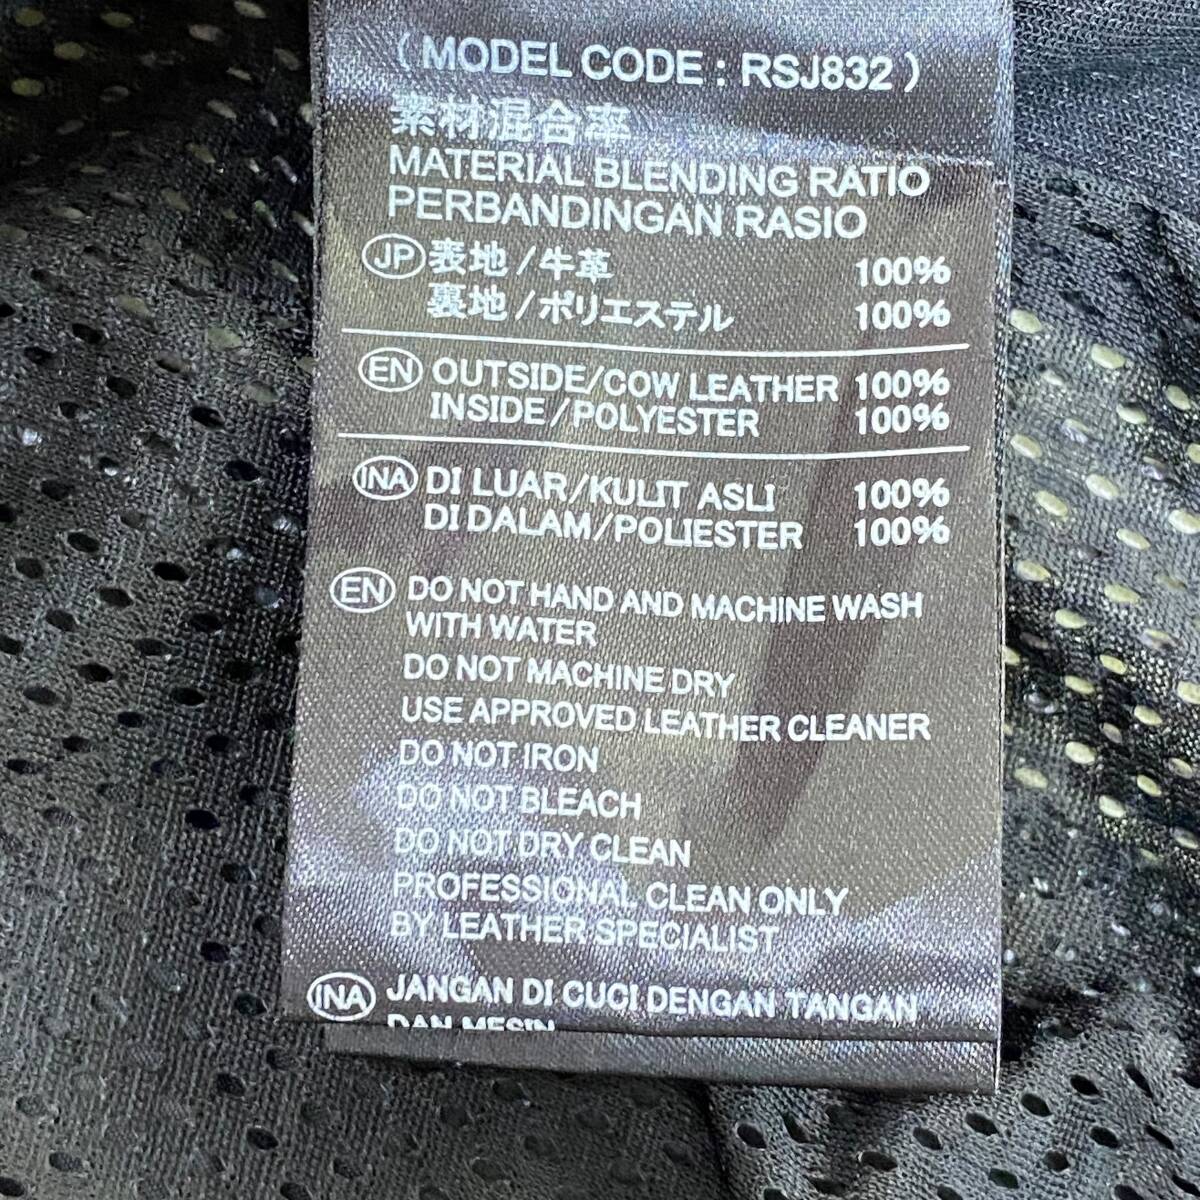 ( MODEL CODE : RSJ832 )
素材混合率
MATERIAL BLENDING RATIO
PERBANDINGAN RASIO
JP 表地/牛革 100%
裏地/ポリエステル 100%
EN OUTSIDE/COW LEATHER 100%
INSIDE/POLYESTER 100%
INA DI LUAR/KULIT ASLI 100%
DI DALAM/POLIESTER 100%
EN DO NOT HAND AND MACHINE WASH
WITH WATER
DO NOT MACHINE DRY
USE APPROVED LEATHER CLEANER
DO NOT IRON
DO NOT BLEACH
DO NOT DRY CLEAN
PROFESSIONAL CLEAN ONLY
BY LEATHER SPECIALIST
INA JANGAN DI CUCI DENGAN TANGAN
DAN MESIN